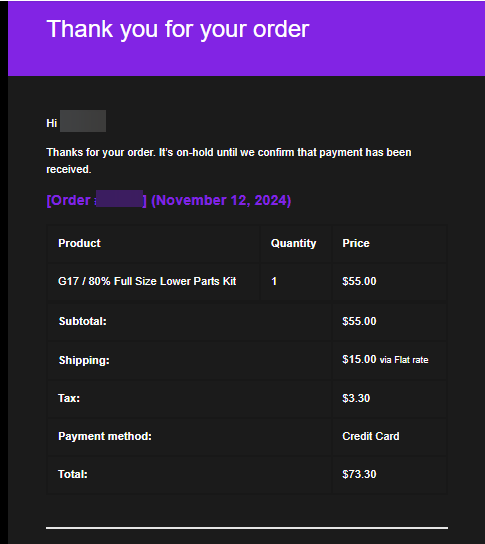 Thank you for your order
Hi
Thanks for your order. It's on-hold until we confirm that payment has been
received.
[Order ] (November 12, 2024)
Product Quantity Price
G17 / 80% Full Size Lower Parts Kit 1 $55.00
Subtotal: $55.00
Shipping: $15.00 via Flat rate
Tax: $3.30
Payment method: Credit Card
Total: $73.30